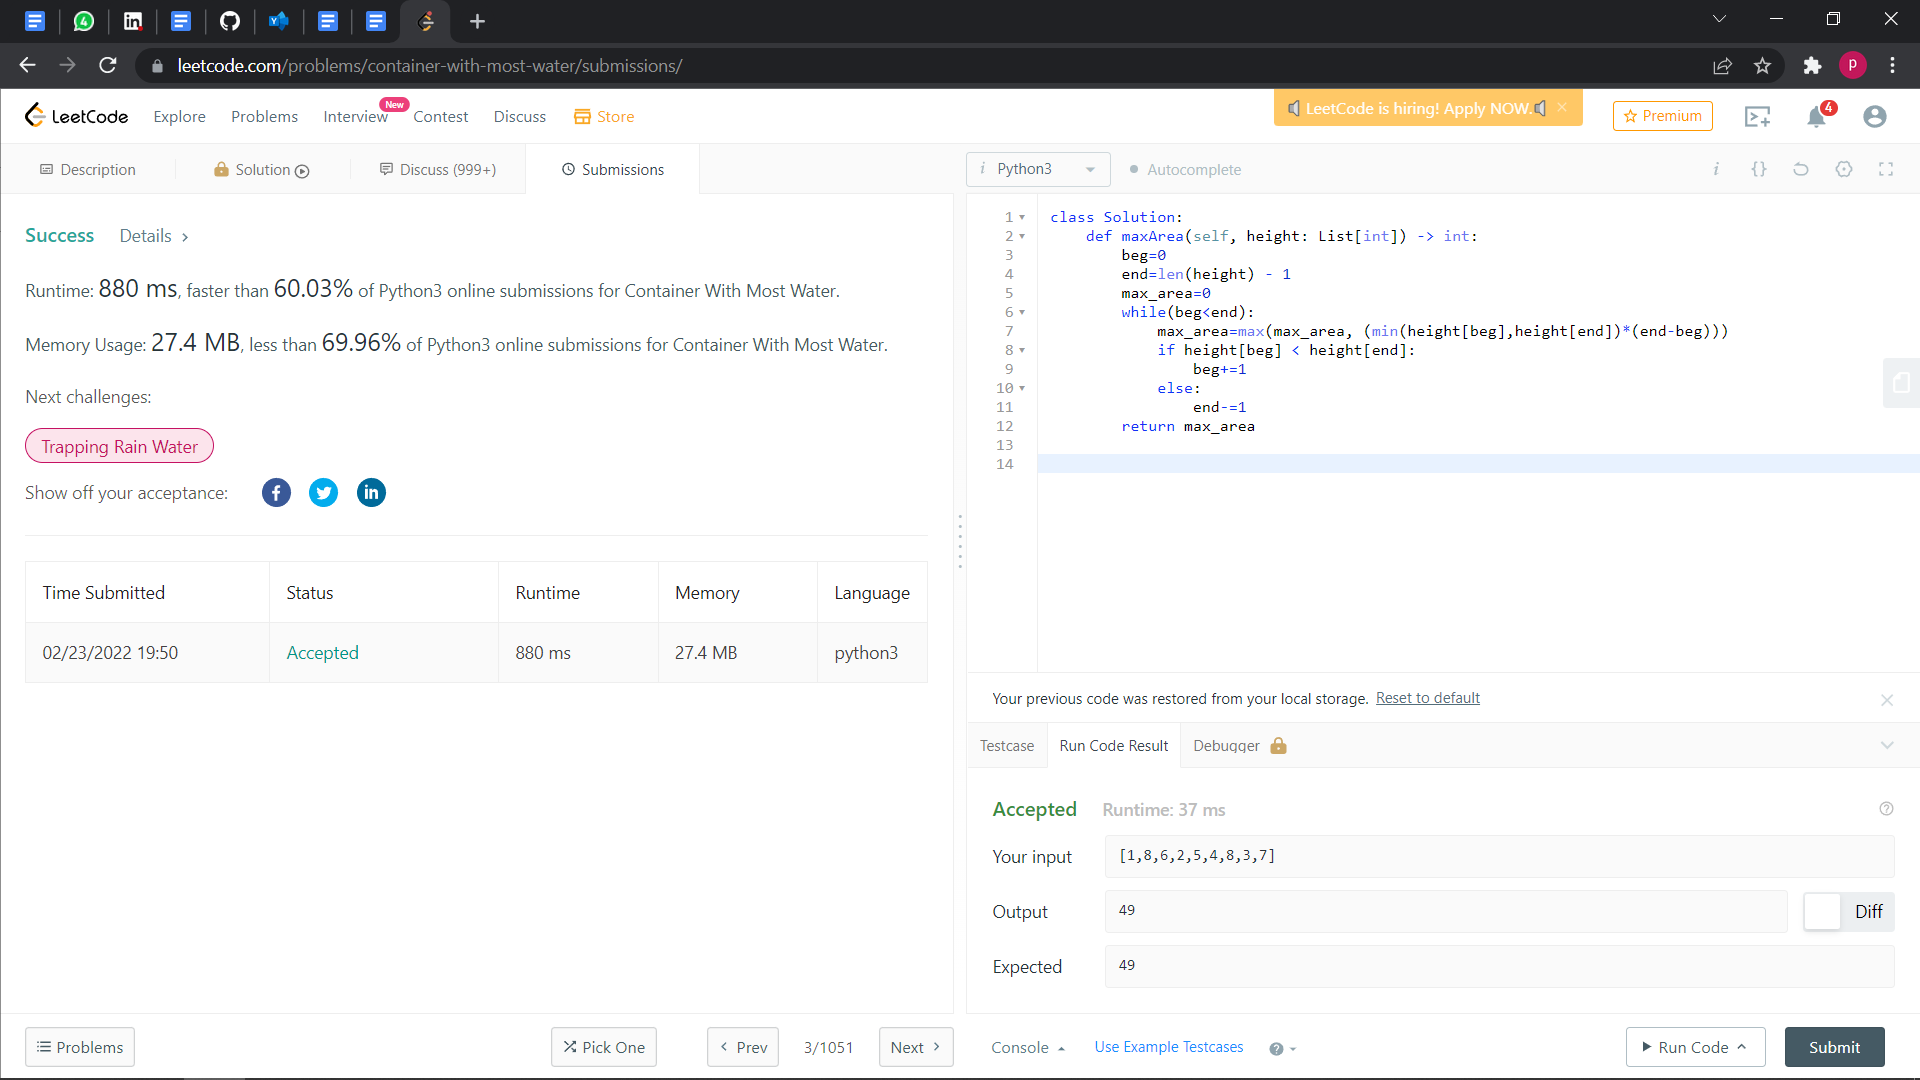 leetcode.com/problems/container-with-most-water/submissions/
P
LeetCode
Explore
Problems
Interview
New
Contest
Discuss
Store
LeetCode is hiring! Apply NOW.
Premium
4
Description
Solution
Discuss (999+)
Submissions
Success
Details
Runtime: 880 ms, faster than 60.03% of Python3 online submissions for Container With Most Water.
Memory Usage: 27.4 MB, less than 69.96% of Python3 online submissions for Container With Most Water.
Next challenges:
Trapping Rain Water
Show off your acceptance:
Time Submitted Status Runtime Memory Language
02/23/2022 19:50 Accepted 880 ms 27.4 MB python3
Problems
Pick One
Prev
3/1051
Next
i Python3
Autocomplete
i {}
1 class Solution:
2 def maxArea(self, height: List[int]) -> int:
3 beg=0
4 end=len(height) - 1
5 max_area=0
6 while(beg<end):
7 max_area=max(max_area, (min(height[beg],height[end])*(end-beg)))
8 if height[beg] < height[end]:
9 beg+=1
10 else:
11 end-=1
12 return max_area
13
14
Your previous code was restored from your local storage. Reset to default
Testcase
Run Code Result
Debugger
Accepted Runtime: 37 ms
Your input [1,8,6,2,5,4,8,3,7]
Output 49
Diff
Expected 49
Console
Use Example Testcases
Run Code
Submit